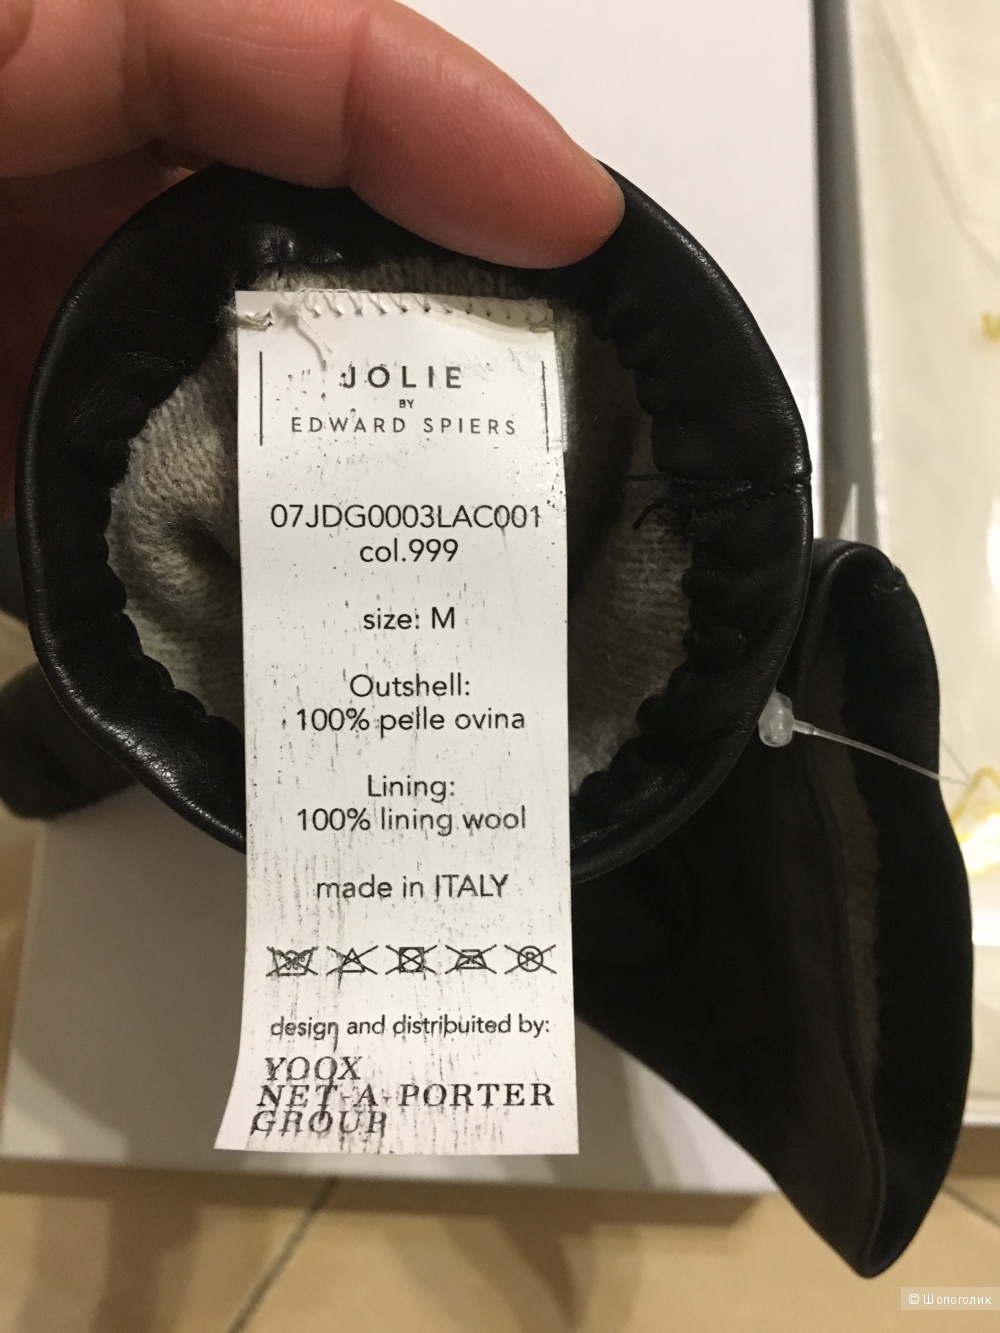 JOLIE
BY
EDWARD SPIERS
07JDG0003LAC001
col.999
size: M
Outshell:
100% pelle ovina
Lining:
100% lining wool
made in ITALY
design and distribuited by:
YOOX
NET-A-PORTER
GROUP
© Шопоголик